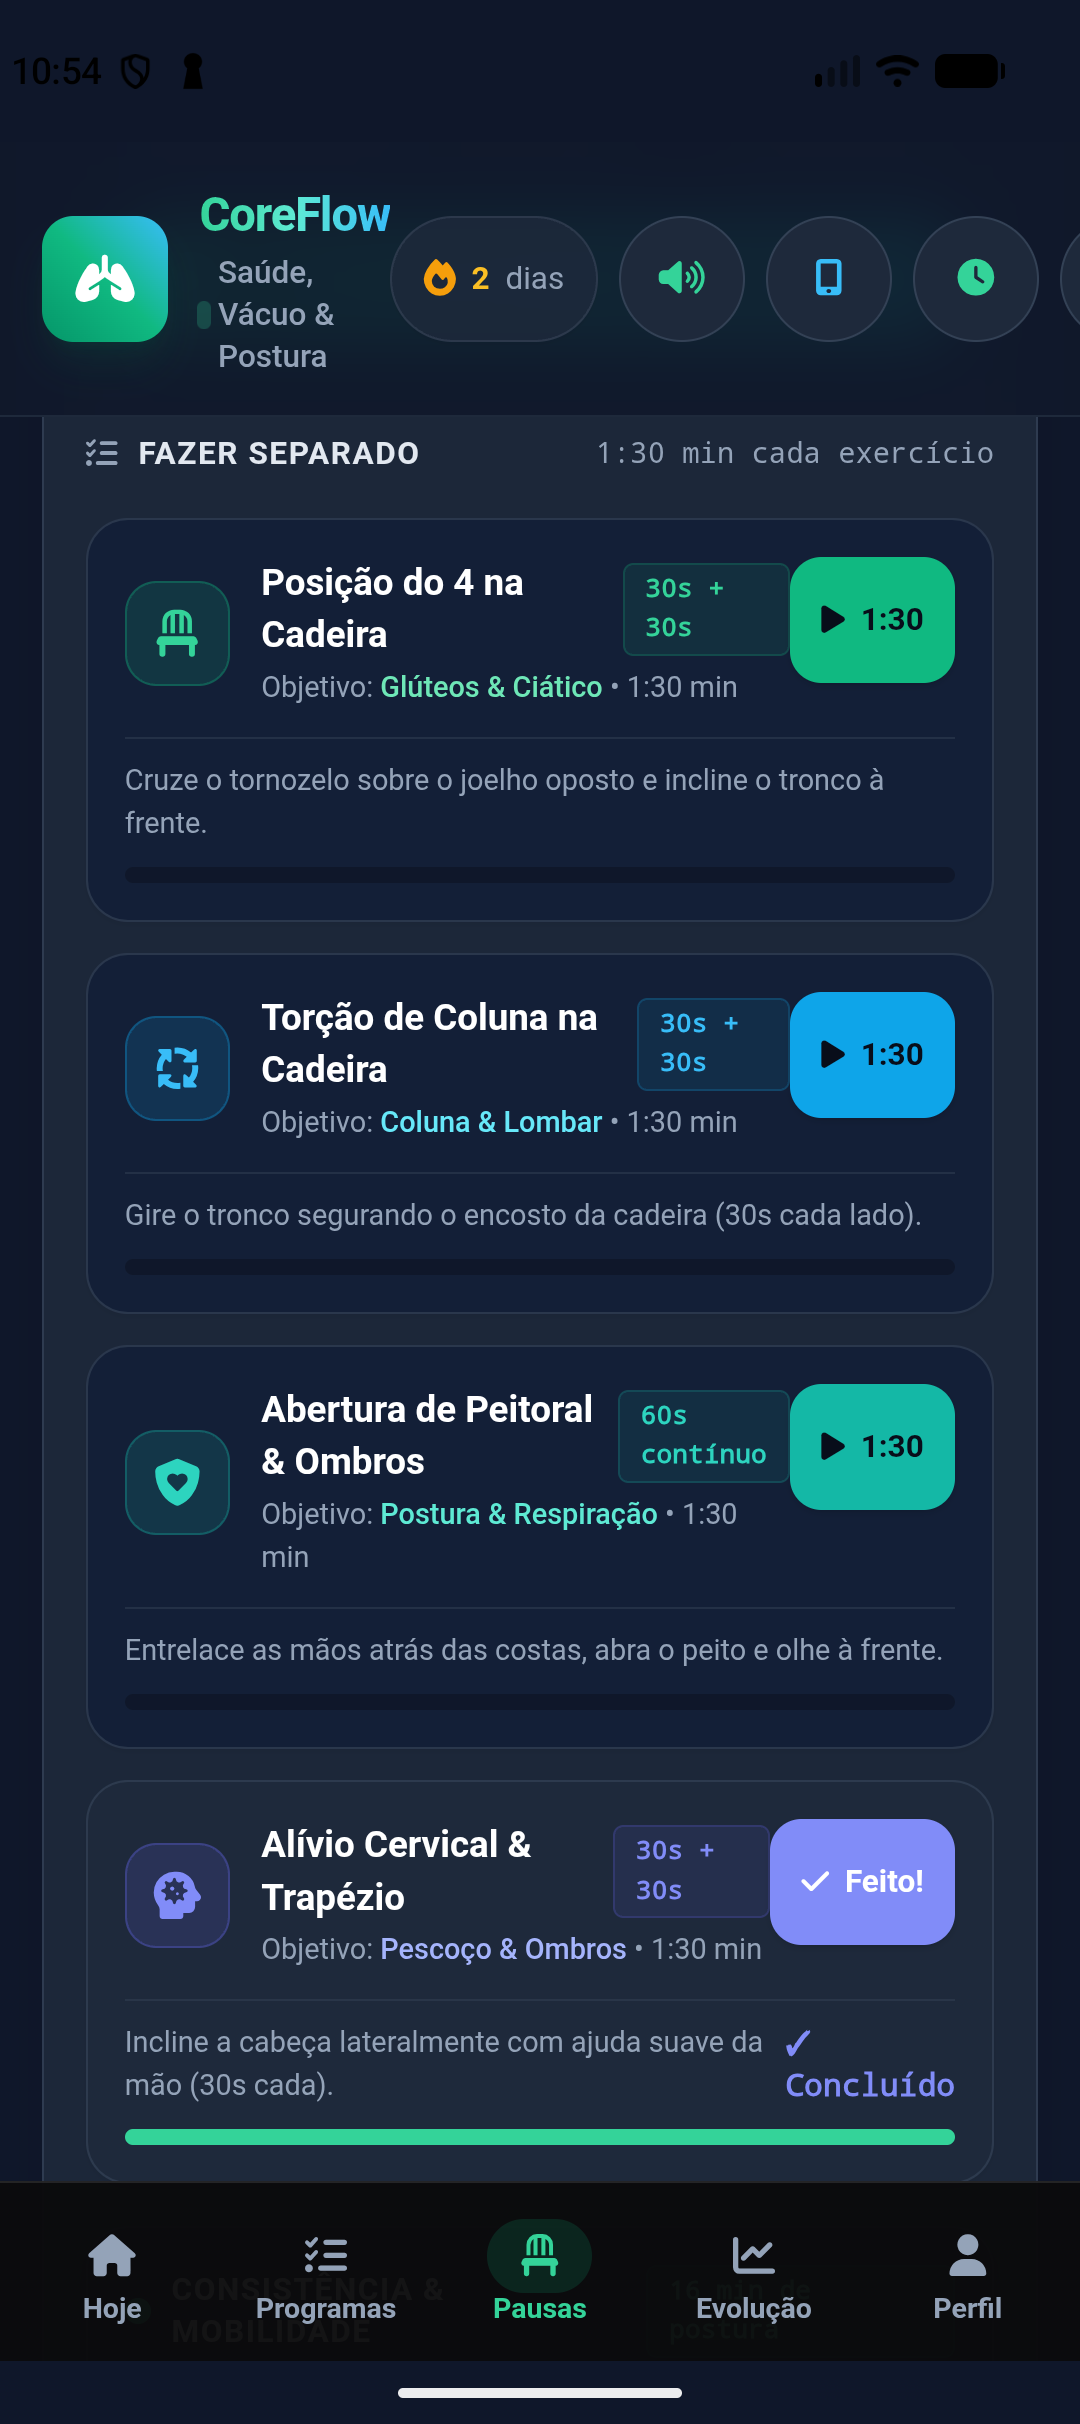 10:54
CoreFlow
Saúde,
Vácuo &
Postura
2 dias
FAZER SEPARADO
1:30 min cada exercício
Posição do 4 na
Cadeira
30s +
30s
1:30
Objetivo: Glúteos & Ciático • 1:30 min
Cruze o tornozelo sobre o joelho oposto e incline o tronco à
frente.
Torção de Coluna na
Cadeira
30s +
30s
1:30
Objetivo: Coluna & Lombar • 1:30 min
Gire o tronco segurando o encosto da cadeira (30s cada lado).
Abertura de Peitoral
& Ombros
60s
contínuo
1:30
Objetivo: Postura & Respiração • 1:30
min
Entrelace as mãos atrás das costas, abra o peito e olhe à frente.
Alívio Cervical &
Trapézio
30s +
30s
Feito!
Objetivo: Pescoço & Ombros • 1:30 min
Incline a cabeça lateralmente com ajuda suave da
mão (30s cada).
✓
Concluído
CONSISTÊNCIA &
MOBILIDADE
16 min de
postura
Hoje
Programas
Pausas
Evolução
Perfil